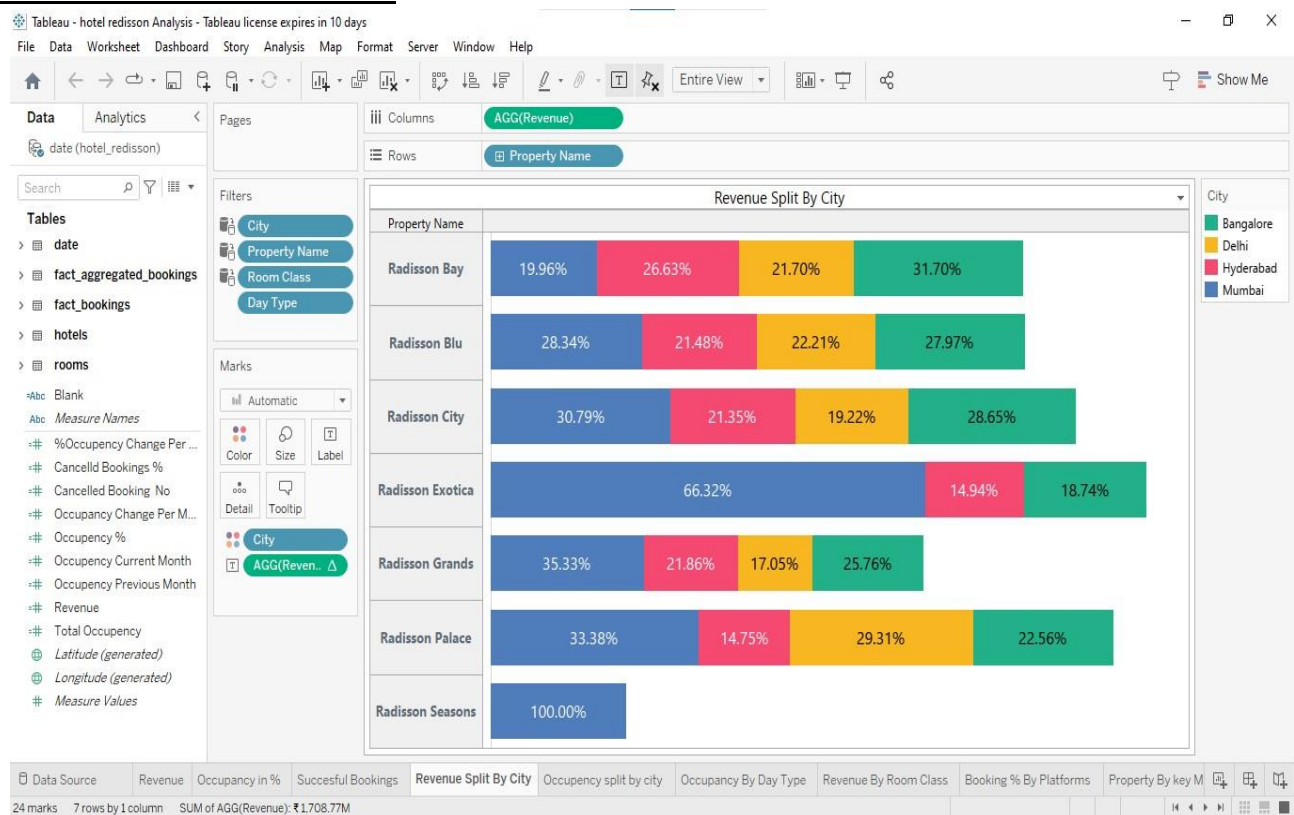 Tableau - hotel redisson Analysis - Tableau license expires in 10 days
File Data Worksheet Dashboard Story Analysis Map Format Server Window Help
Entire View
Show Me
Data Analytics
date (hotel_redisson)
Search
Tables
date
fact_aggregated_bookings
fact_bookings
hotels
rooms
Abc Blank
Abc Measure Names
%Occupency Change Per ...
Cancelld Bookings %
Cancelled Booking No
Occupancy Change Per M...
Occupency %
Occupency Current Month
Occupency Previous Month
Revenue
Total Occupency
Latitude (generated)
Longitude (generated)
Measure Values
Pages
Filters
City
Property Name
Room Class
Day Type
Marks
Automatic
Color Size Label
Detail Tooltip
City
AGG(Reven.. Δ
Columns AGG(Revenue)
Rows Property Name
Revenue Split By City
Property Name
Radisson Bay 19.96% 26.63% 21.70% 31.70%
Radisson Blu 28.34% 21.48% 22.21% 27.97%
Radisson City 30.79% 21.35% 19.22% 28.65%
Radisson Exotica 66.32% 14.94% 18.74%
Radisson Grands 35.33% 21.86% 17.05% 25.76%
Radisson Palace 33.38% 14.75% 29.31% 22.56%
Radisson Seasons 100.00%
City
Bangalore
Delhi
Hyderabad
Mumbai
Data Source Revenue Occupancy in % Succesful Bookings Revenue Split By City Occupency split by city Occupancy By Day Type Revenue By Room Class Booking % By Platforms Property By key M
24 marks 7 rows by 1 column SUM of AGG(Revenue): ₹1,708.77M